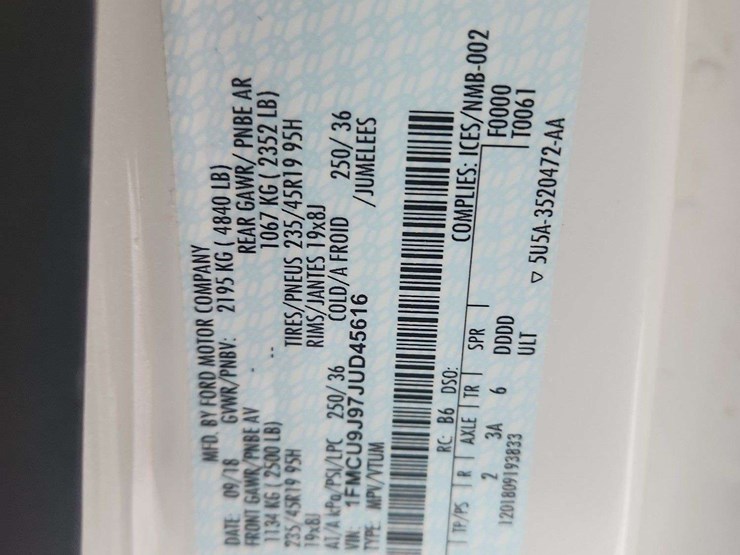 MFD. BY FORD MOTOR COMPANY
DATE: 09/18 GVWR/PNBV: 2195 KG ( 4840 LB)
FRONT GAWR/PNBE AV REAR GAWR/ PNBE AR
1134 KG ( 2500 LB) 1067 KG ( 2352 LB)
235/45R19 95H TIRES/PNEUS 235/45R19 95H
19x8J RIMS/JANTES 19x8J
AT/A kPa/PSI/LPC 250/ 36 COLD/A FROID 250/ 36
VIN: 1FMCU9J97JUD45616 /JUMELEES
TYPE: MPV/VTUM
RC: B6 DSO: COMPLIES: ICES/NMB-002
TP/PS R AXLE TR SPR F0000
2 3A 6 DDDD T0061
1201809193833 ULT ▽ 5U5A-3520472-AA